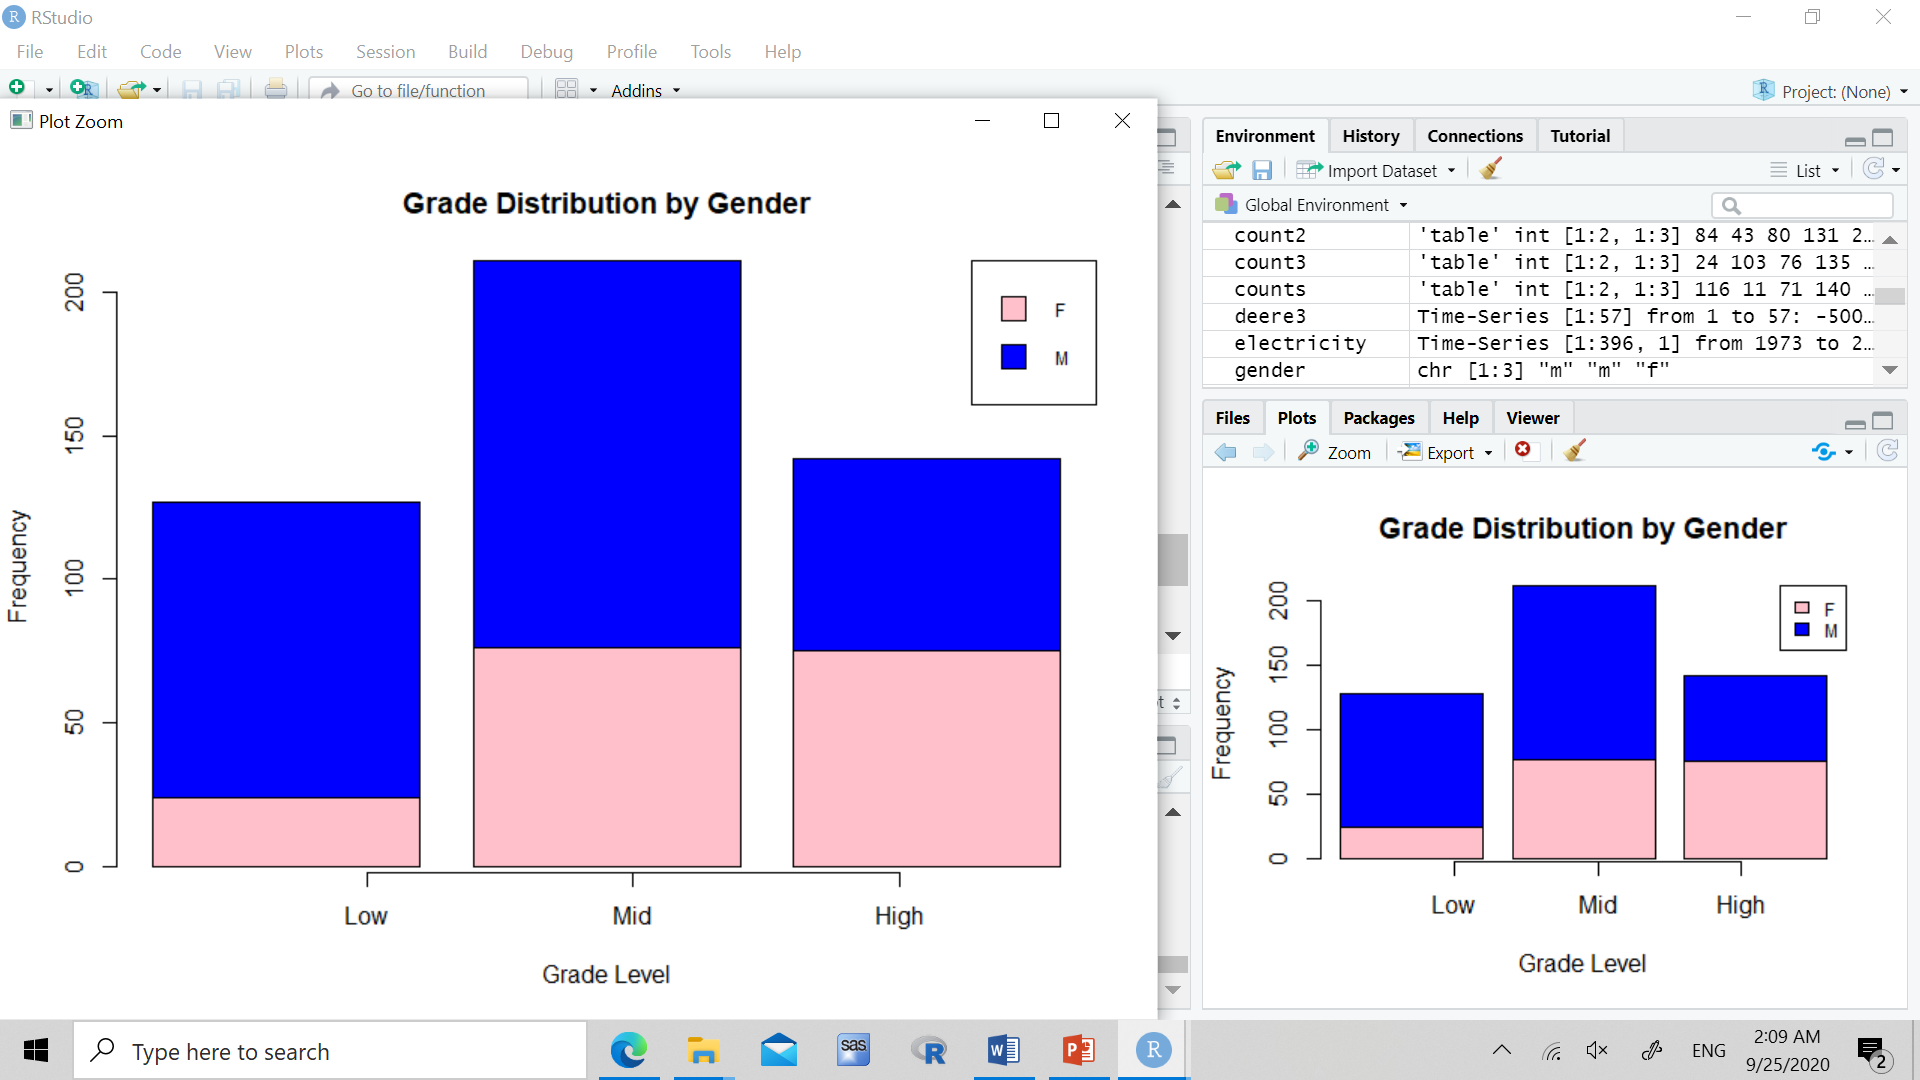 RStudio
File Edit Code View Plots Session Build Debug Profile Tools Help
Go to file/function Addins Project: (None)
Plot Zoom
Grade Distribution by Gender
F
M
200
150
100
50
0
Frequency
Low Mid High
Grade Level
Environment History Connections Tutorial
Import Dataset List
Global Environment
count2 'table' int [1:2, 1:3] 84 43 80 131 2...
count3 'table' int [1:2, 1:3] 24 103 76 135 ...
counts 'table' int [1:2, 1:3] 116 11 71 140 ...
deere3 Time-Series [1:57] from 1 to 57: -500...
electricity Time-Series [1:396, 1] from 1973 to 2...
gender chr [1:3] "m" "m" "f"
Files Plots Packages Help Viewer
Zoom Export
Grade Distribution by Gender
F
M
200
150
100
50
0
Frequency
Low Mid High
Grade Level
Type here to search
sas
ENG
2:09 AM
9/25/2020
2